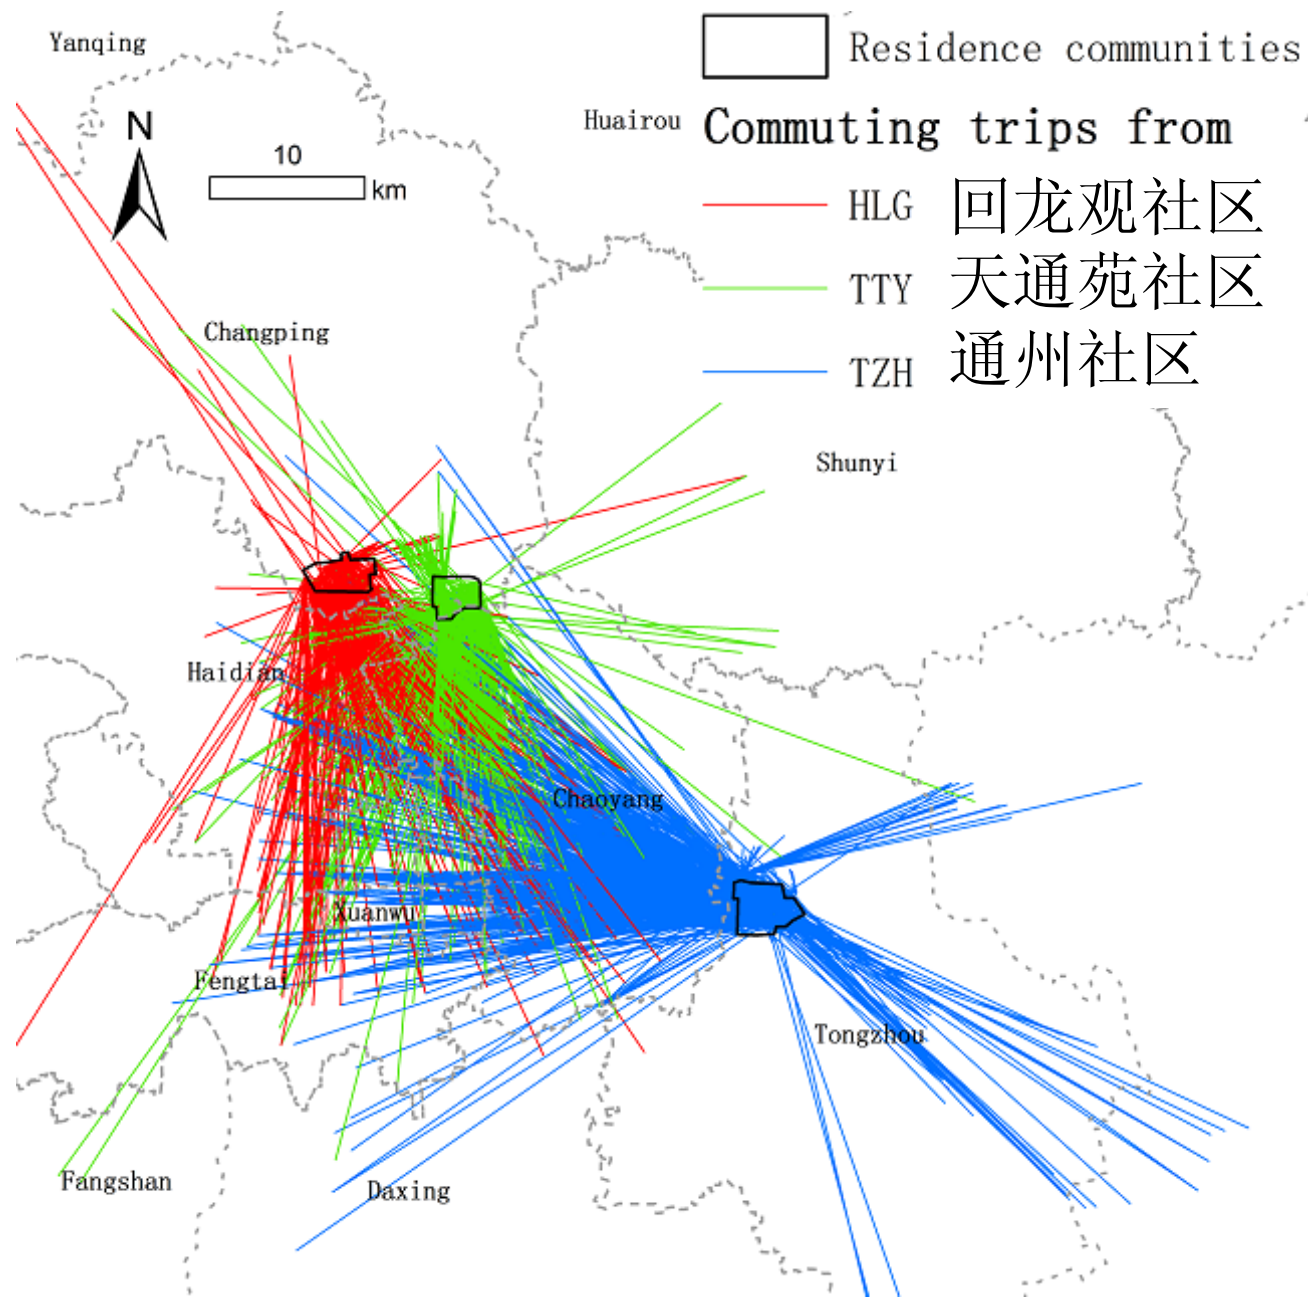 Yanqing
Residence communities
Huairou
Commuting trips from
N
10
km
HLG 回龙观社区
TTY 天通苑社区
TZH 通州社区
Changping
Shunyi
Haidian
Chaoyang
Xuanwu
Fengtai
Tongzhou
Fangshan
Daxing